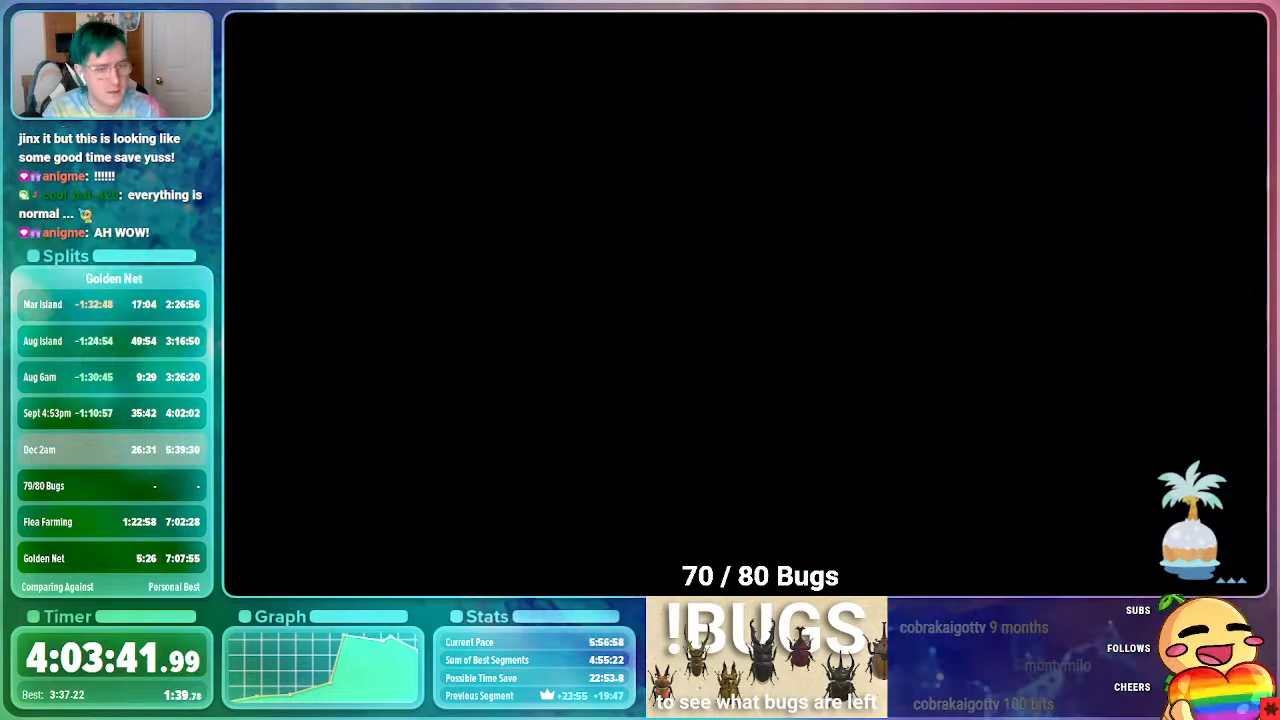 jinx it but this is looking like
some good time save yuss!
anigme: !!!!!!
: everything is
normal ...
anigme: AH WOW!
Splits
Golden Net
Mar Island -1:32:48 17:04 2:26:56
Aug Island -1:24:54 49:54 3:16:50
Aug 6am -1:30:45 9:29 3:26:20
Sept 4:53pm -1:10:57 35:42 4:02:02
Dec 2am 26:31 5:39:30
79/80 Bugs - -
Flea Farming 1:22:58 7:02:28
Golden Net 5:26 7:07:55
Comparing Against Personal Best
Timer
4:03:41.99
Best: 3:37.22 1:39.78
Graph
Stats
Current Pace 5:56:58
Sum of Best Segments 4:55:22
Possible Time Save 22:53.8
Previous Segment +23:55 +19:47
70 / 80 Bugs
!BUGS
to see what bugs are left
cobrakaigottv 9 months
montymilo
cobrakaigottv 100 bits
SUBS
FOLLOWS
CHEERS